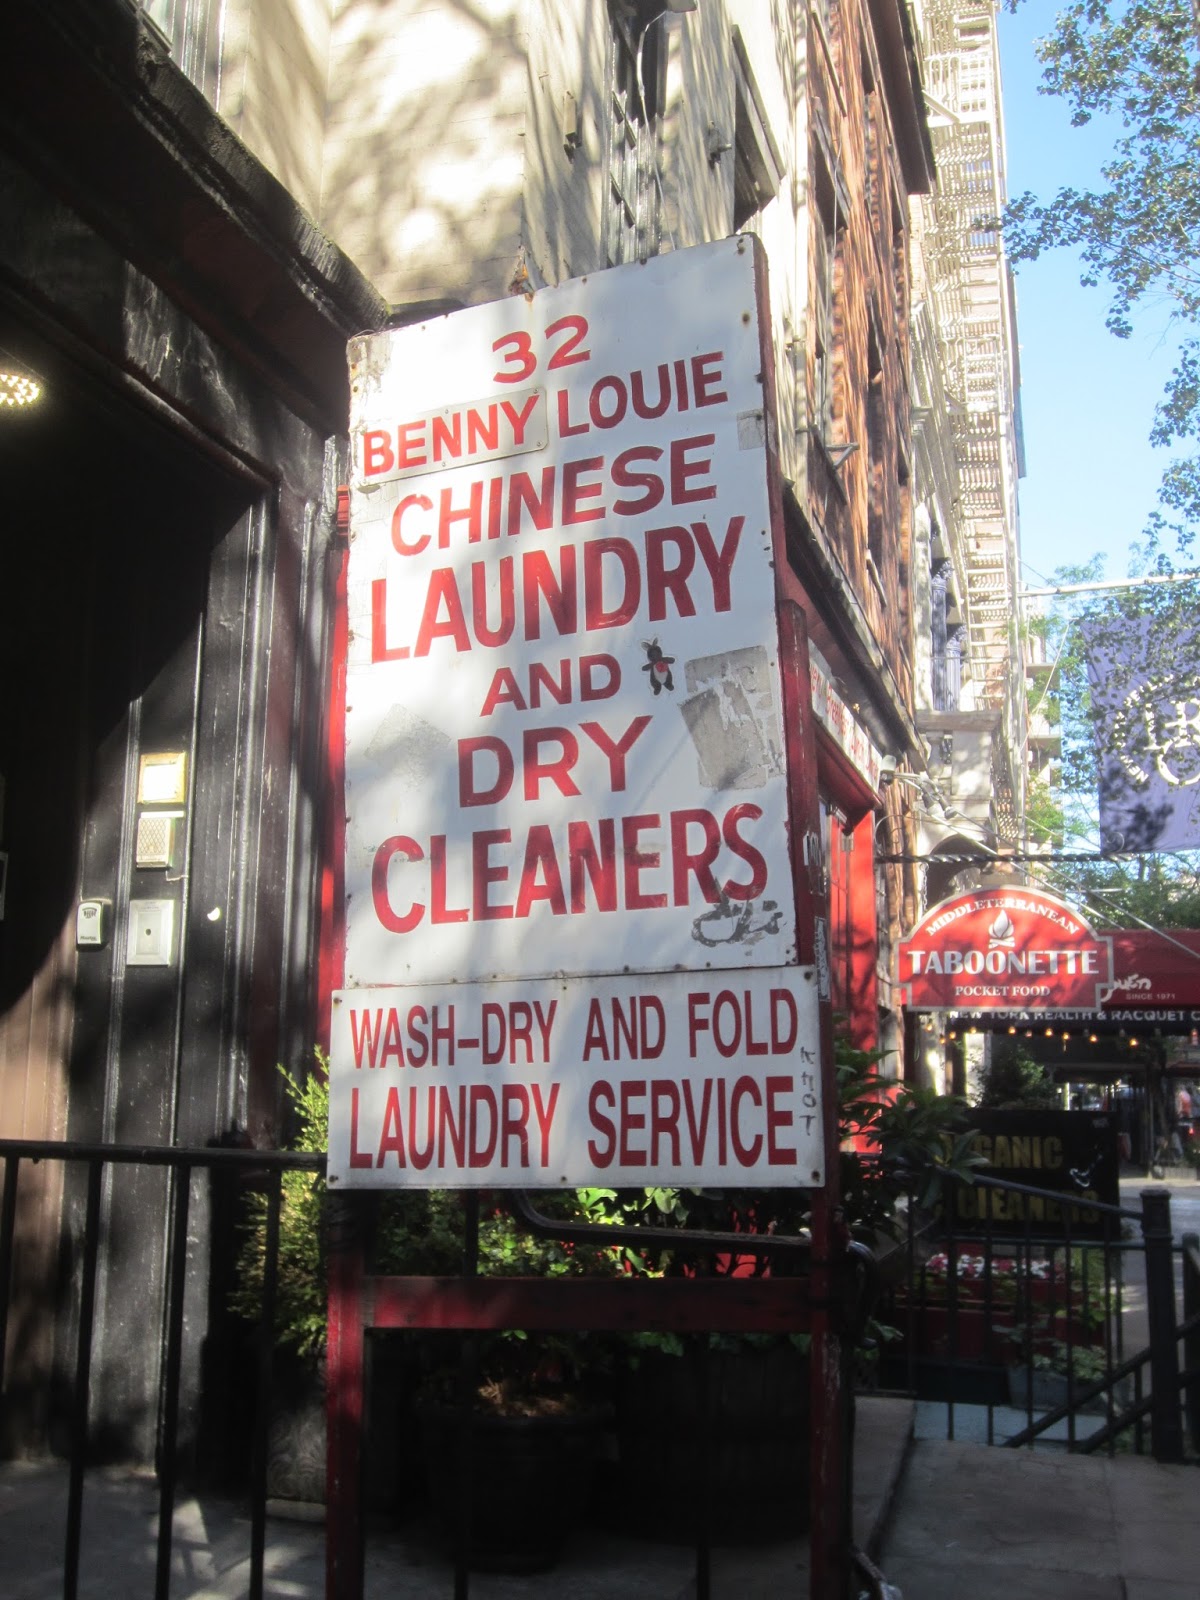 32
BENNY LOUIE
CHINESE
LAUNDRY
AND
DRY
CLEANERS
WASH-DRY AND FOLD
LAUNDRY SERVICE
MIDDLETERRANEAN
TABOONETTE
POCKET FOOD
SINCE 1971
NEW YORK HEALTH & RACQUET
CLEANERS